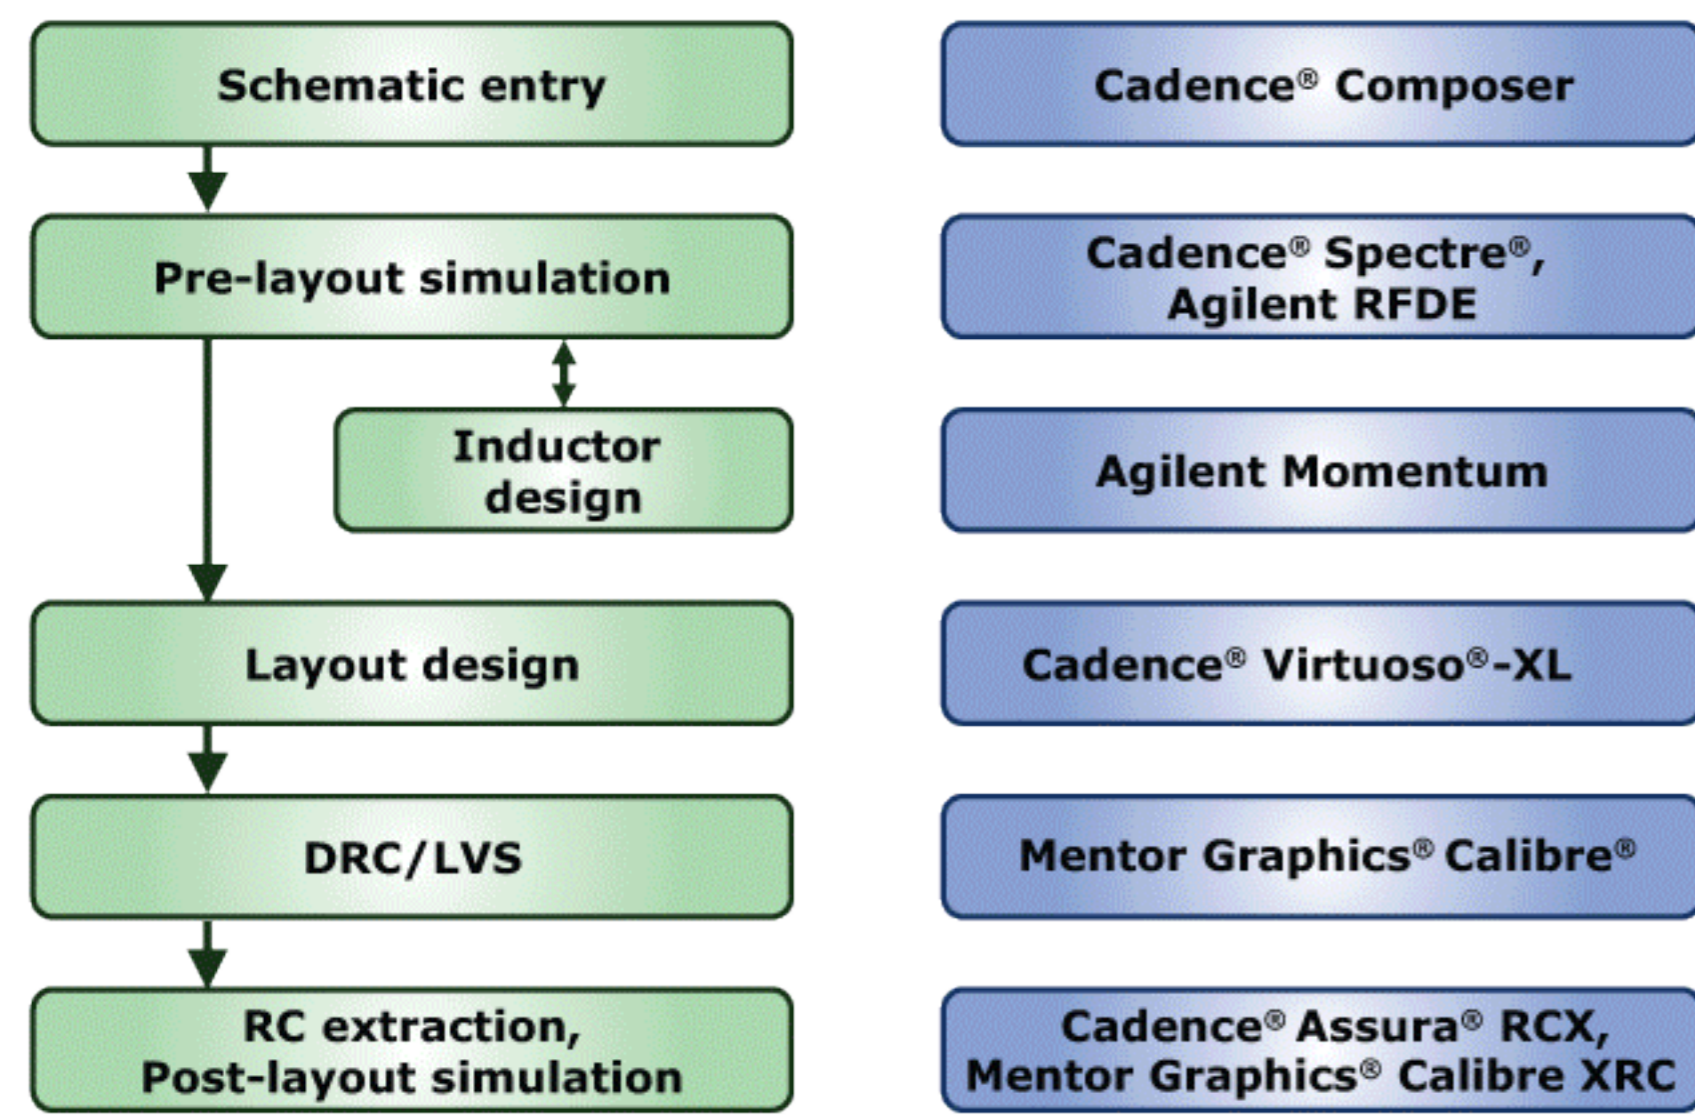 Schematic entry
Cadence® Composer
Pre-layout simulation
Cadence® Spectre®,
Agilent RFDE
Inductor
design
Agilent Momentum
Layout design
Cadence® Virtuoso®-XL
DRC/LVS
Mentor Graphics® Calibre®
RC extraction,
Post-layout simulation
Cadence® Assura® RCX,
Mentor Graphics® Calibre XRC